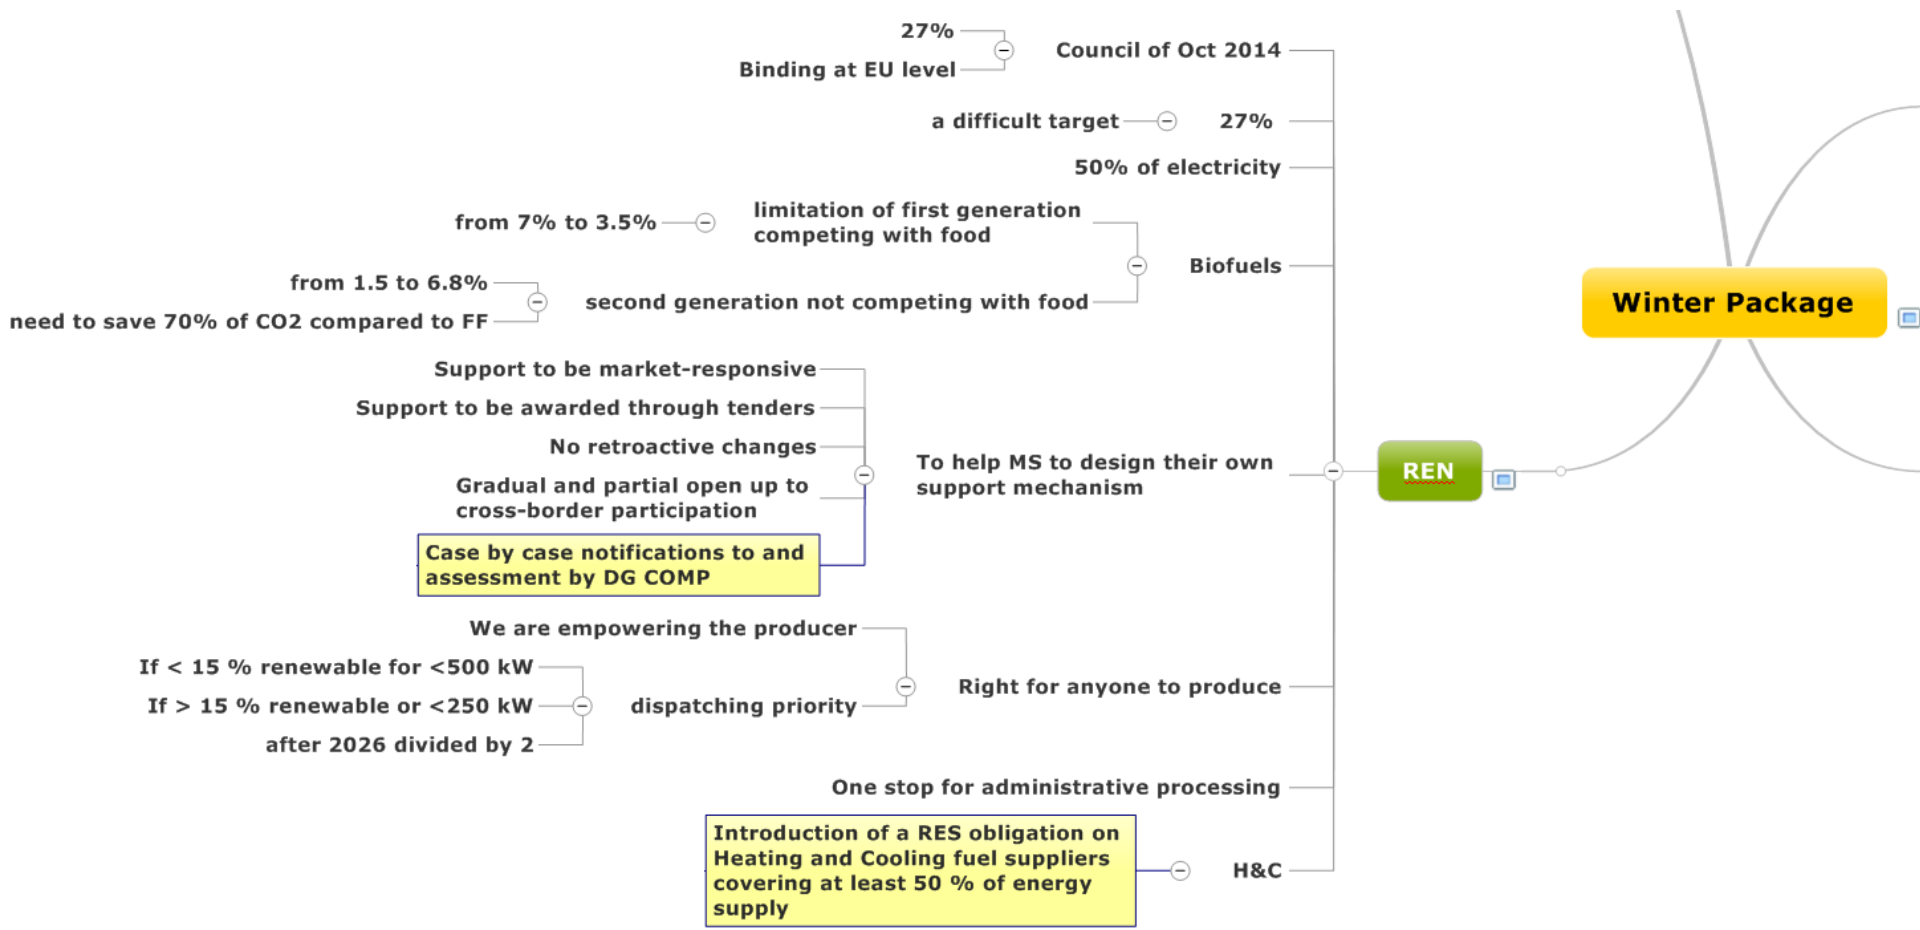 27%
Binding at EU level
Council of Oct 2014
a difficult target
27%
50% of electricity
from 7% to 3.5%
limitation of first generation
competing with food
Biofuels
from 1.5 to 6.8%
need to save 70% of CO2 compared to FF
second generation not competing with food
Winter Package
Support to be market-responsive
Support to be awarded through tenders
No retroactive changes
Gradual and partial open up to
cross-border participation
Case by case notifications to and
assessment by DG COMP
To help MS to design their own
support mechanism
REN
We are empowering the producer
If < 15 % renewable for <500 kW
If > 15 % renewable or <250 kW
after 2026 divided by 2
dispatching priority
Right for anyone to produce
One stop for administrative processing
Introduction of a RES obligation on
Heating and Cooling fuel suppliers
covering at least 50 % of energy
supply
H&C